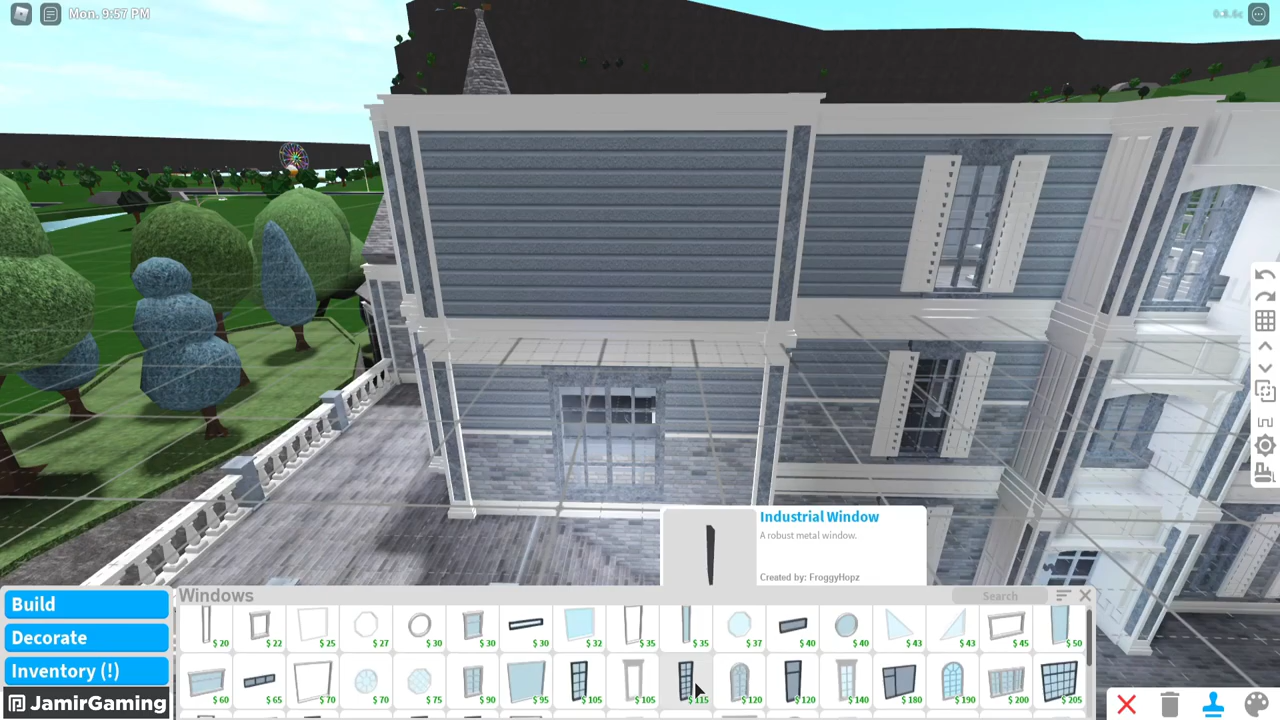 Mon. 9:57 PM
Industrial Window
A robust metal window.
Created by: FroggyHopz
Build
Decorate
Inventory (!)
JamirGaming
Windows
Search
$ 20 $ 22 $ 25 $ 27 $ 30 $ 30 $ 30 $ 32 $ 35 $ 35 $ 37 $ 40 $ 40 $ 43 $ 43 $ 45 $ 50
$ 60 $ 65 $ 70 $ 70 $ 75 $ 90 $ 95 $ 105 $ 105 $ 115 $ 120 $ 120 $ 140 $ 180 $ 190 $ 200 $ 205